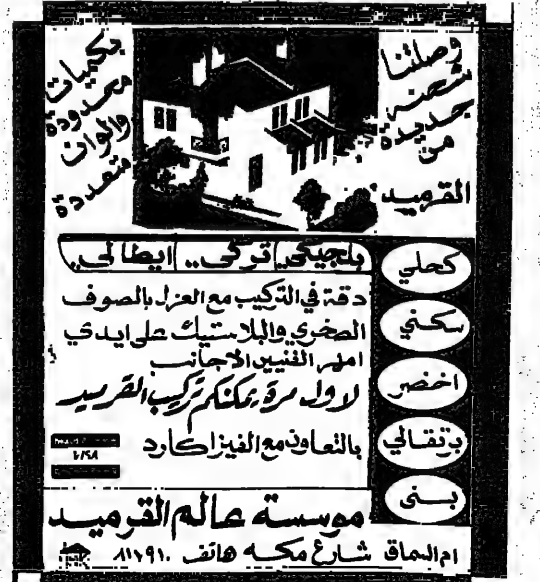 وصلتنا
شحنة
جديدة
من
القرميد
بكميات
محدودة
والوان
متعددة
بلجيكي، تركي.. ايطالي..
كحلي
سكني
اخضر
برتقالي
بني
دقة في التركيب مع العزل بالصوف
الصخري والبلاستيك على ايدي
امهر الفنيين الاجانب
لاول مرة يمكنكم تركيب القرميد
بالتعاون مع الفيزا كارد
موسسة عالم القرميد
ام السماق شارع مكه هاتف